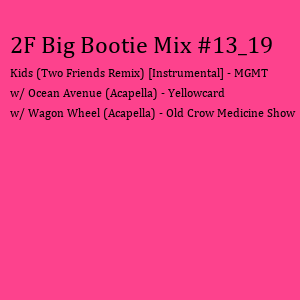 2F Big Bootie Mix #13_19
Kids (Two Friends Remix) [Instrumental] - MGMT
w/ Ocean Avenue (Acapella) - Yellowcard
w/ Wagon Wheel (Acapella) - Old Crow Medicine Show